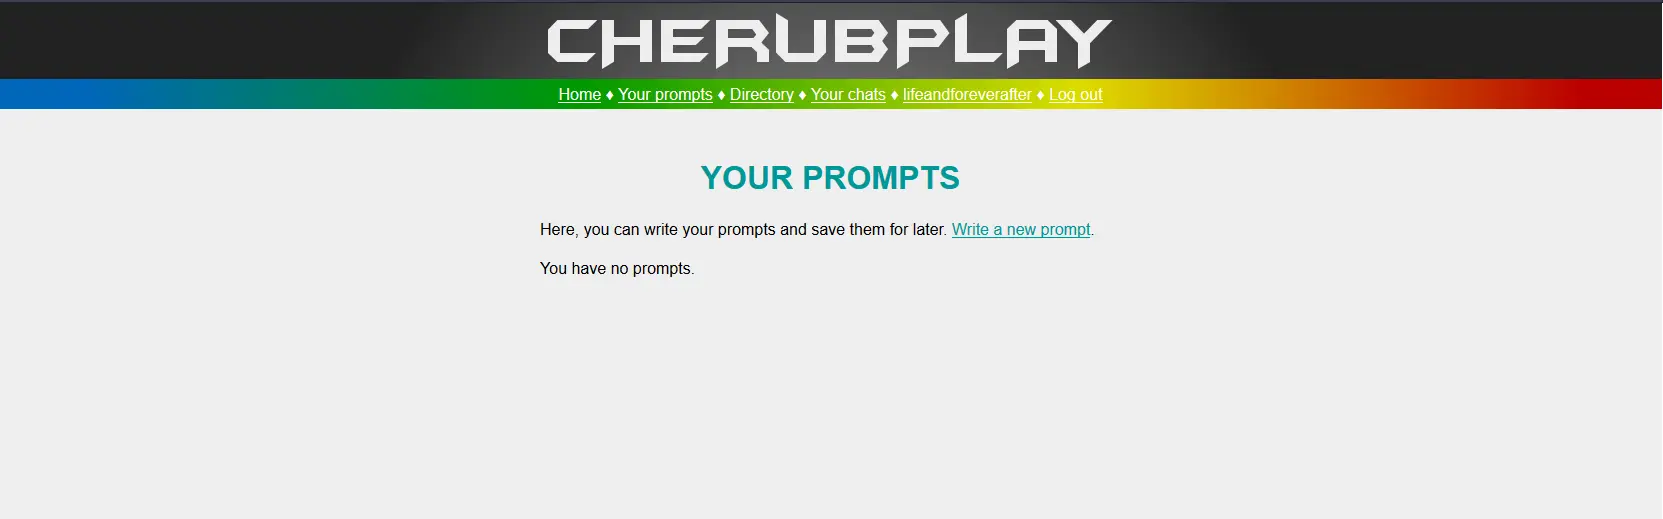 CHERUBPLAY
Home ♦ Your prompts ♦ Directory ♦ Your chats ♦ lifeandforeverafter ♦ Log out
YOUR PROMPTS
Here, you can write your prompts and save them for later. Write a new prompt.
You have no prompts.